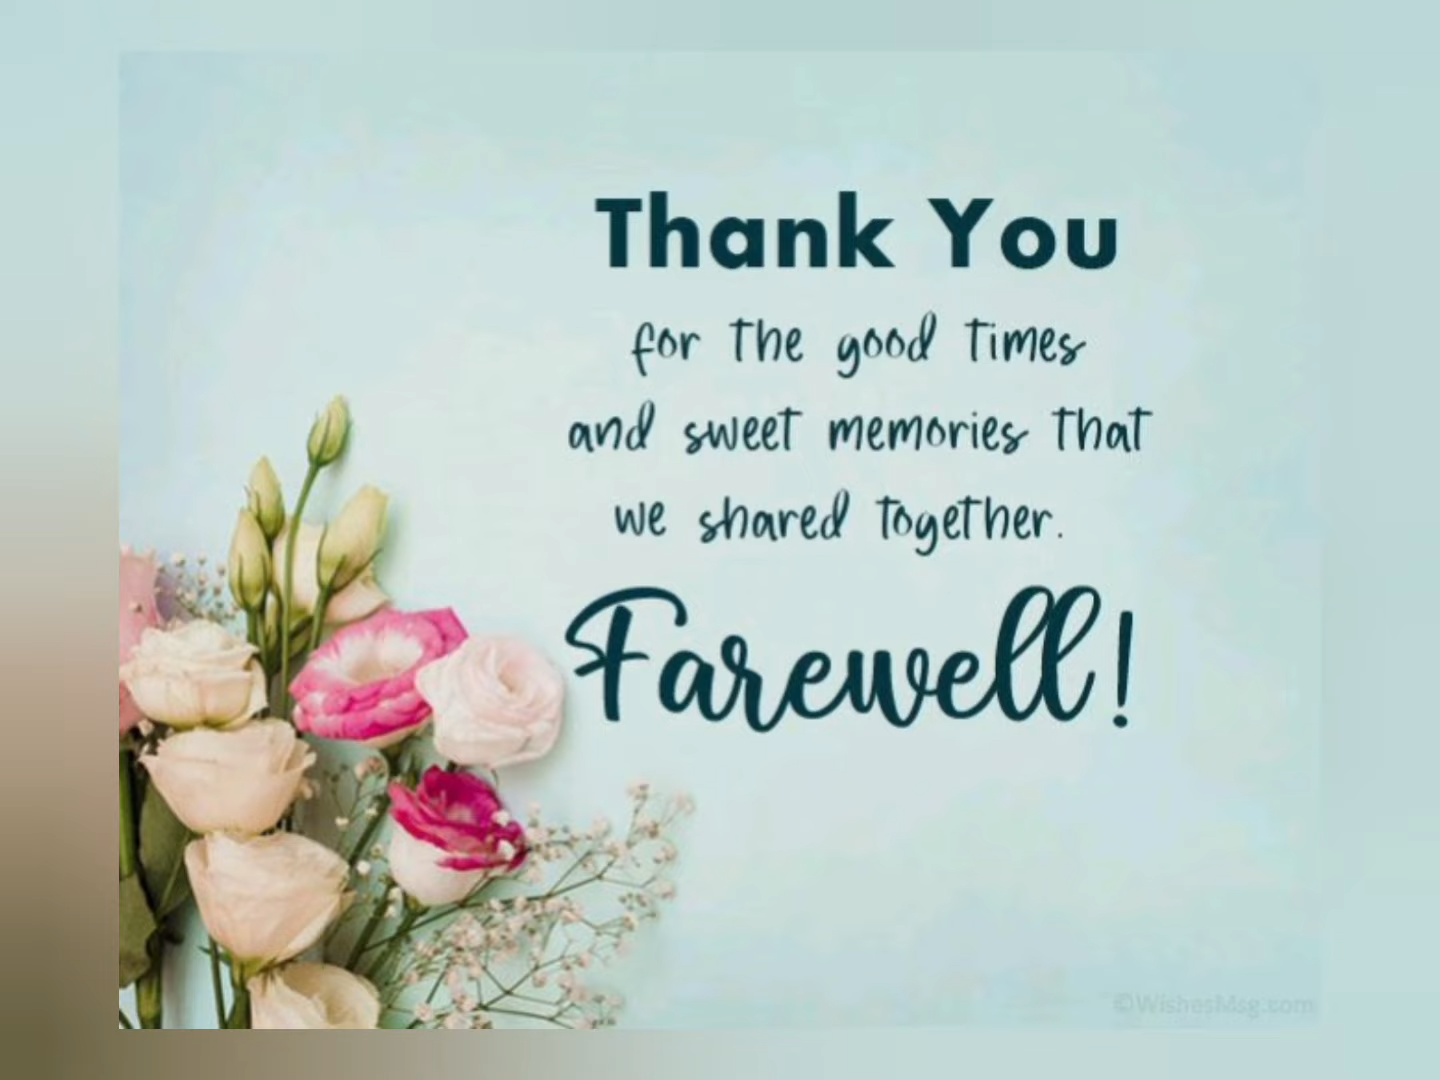 Thank You
for the good times
and sweet memories that
we shared together.
Farewell!
©WishesMsg.com